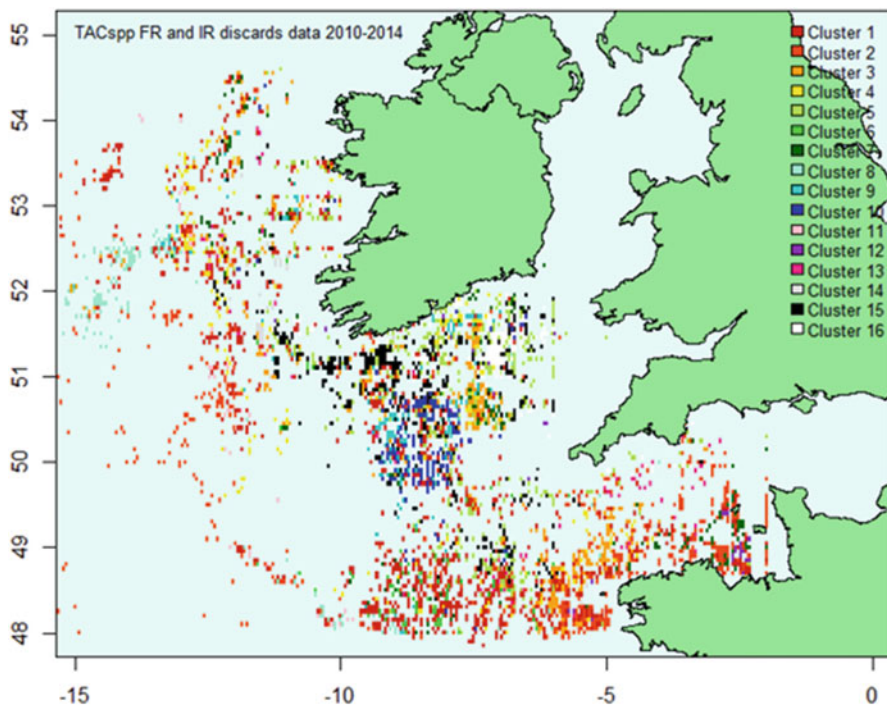 TACspp FR and IR discards data 2010-2014
Cluster 1
Cluster 2
Cluster 3
Cluster 4
Cluster 5
Cluster 6
Cluster 7
Cluster 8
Cluster 9
Cluster 10
Cluster 11
Cluster 12
Cluster 13
Cluster 14
Cluster 15
Cluster 16
55
54
53
52
51
50
49
48
-15 -10 -5 0